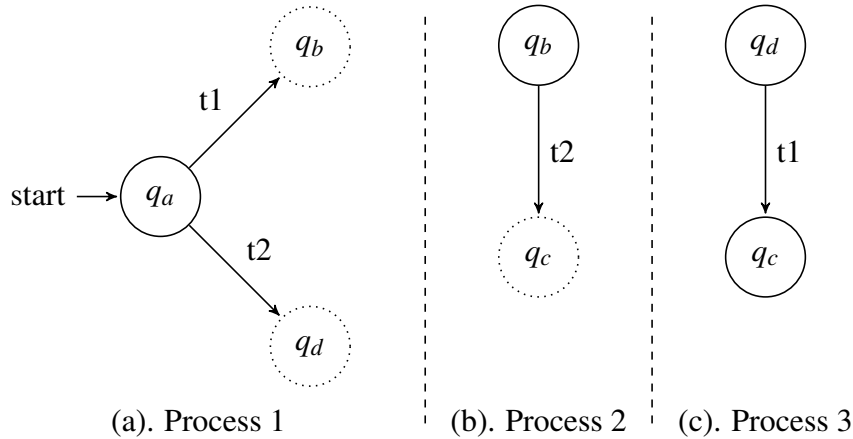 q_b
t1
start
q_a
t2
q_d
(a). Process 1
q_b
t2
q_c
(b). Process 2
q_d
t1
q_c
(c). Process 3